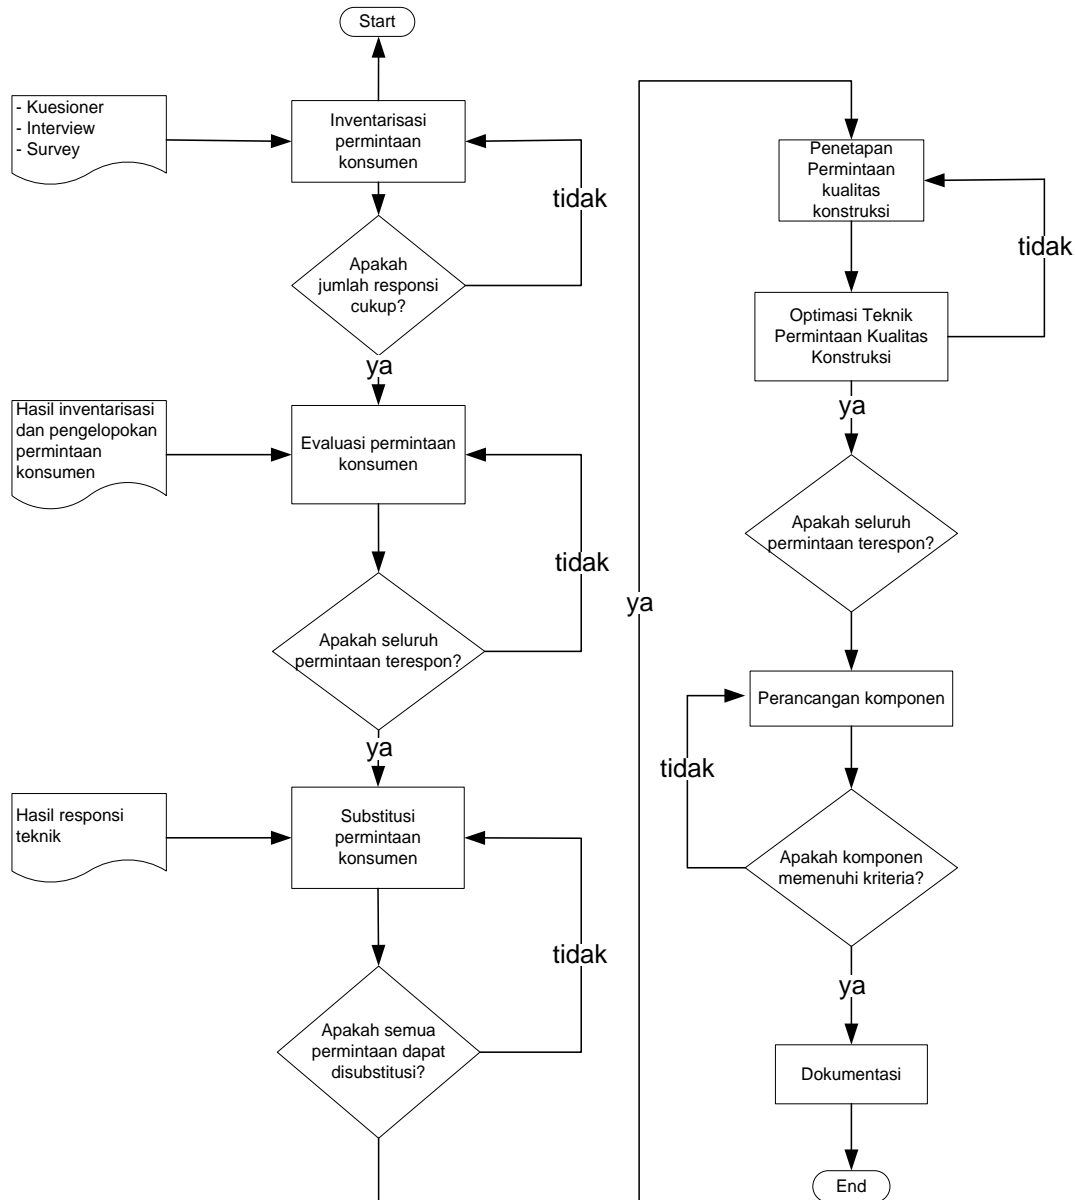 Start
- Kuesioner
- Interview
- Survey
Inventarisasi
permintaan
konsumen
tidak
Apakah
jumlah responsi
cukup?
ya
Hasil inventarisasi
dan pengelopokan
permintaan
konsumen
Evaluasi permintaan
konsumen
tidak
Apakah seluruh
permintaan terespon?
ya
Hasil responsi
teknik
Substitusi
permintaan
konsumen
tidak
Apakah semua
permintaan dapat
disubstitusi?
ya
Penetapan
Permintaan
kualitas
konstruksi
tidak
Optimasi Teknik
Permintaan Kualitas
Konstruksi
ya
Apakah seluruh
permintaan terespon?
Perancangan komponen
tidak
Apakah komponen
memenuhi kriteria?
ya
Dokumentasi
End